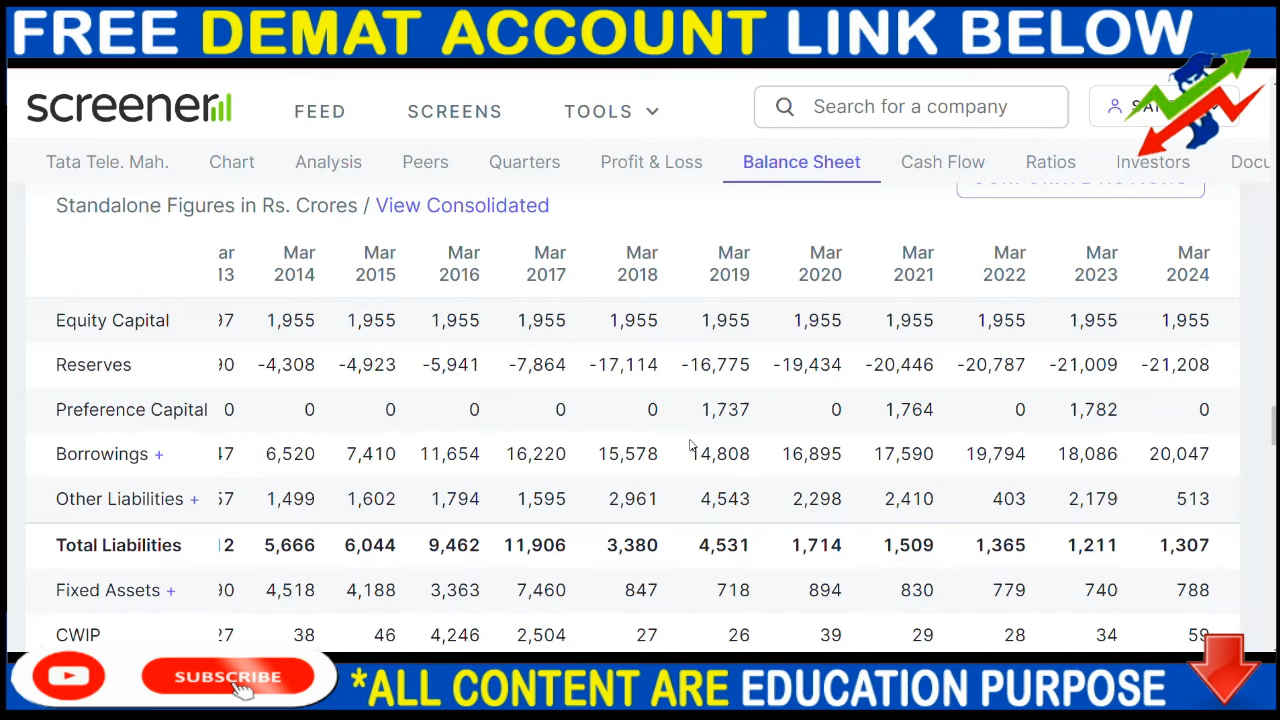 FREE DEMAT ACCOUNT LINK BELOW
screener FEED SCREENS TOOLS Search for a company
Tata Tele. Mah. Chart Analysis Peers Quarters Profit & Loss Balance Sheet Cash Flow Ratios Investors Docu
Standalone Figures in Rs. Crores / View Consolidated
ar Mar Mar Mar Mar Mar Mar Mar Mar Mar Mar Mar
13 2014 2015 2016 2017 2018 2019 2020 2021 2022 2023 2024
Equity Capital 97 1,955 1,955 1,955 1,955 1,955 1,955 1,955 1,955 1,955 1,955 1,955
Reserves 90 -4,308 -4,923 -5,941 -7,864 -17,114 -16,775 -19,434 -20,446 -20,787 -21,009 -21,208
Preference Capital 0 0 0 0 0 0 1,737 0 1,764 0 1,782 0
Borrowings + 47 6,520 7,410 11,654 16,220 15,578 14,808 16,895 17,590 19,794 18,086 20,047
Other Liabilities + 57 1,499 1,602 1,794 1,595 2,961 4,543 2,298 2,410 403 2,179 513
Total Liabilities 12 5,666 6,044 9,462 11,906 3,380 4,531 1,714 1,509 1,365 1,211 1,307
Fixed Assets + 90 4,518 4,188 3,363 7,460 847 718 894 830 779 740 788
CWIP 27 38 46 4,246 2,504 27 26 39 29 28 34 59
SUBSCRIBE
*ALL CONTENT ARE EDUCATION PURPOSE